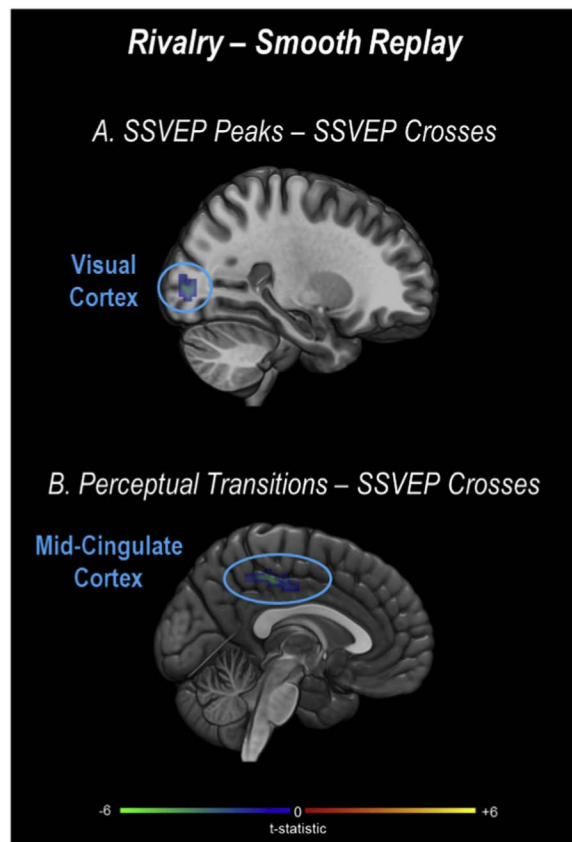 Rivalry – Smooth Replay
A. SSVEP Peaks – SSVEP Crosses
Visual
Cortex
B. Perceptual Transitions – SSVEP Crosses
Mid-Cingulate
Cortex
-6 0 +6
t-statistic